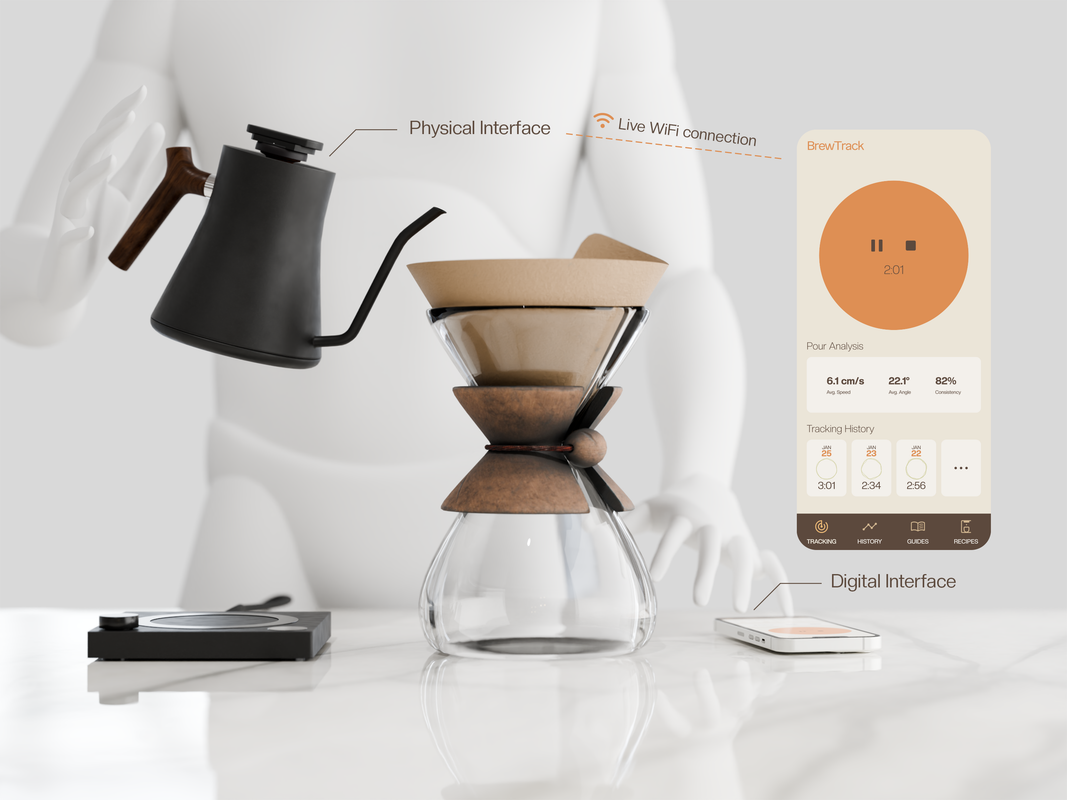 Physical Interface
Live WiFi connection
BrewTrack
2:01
Pour Analysis
6.1 cm/s 22.1° 82%
Avg. Speed Avg. Angle Consistency
Tracking History
JAN JAN JAN
25 23 22
3:01 2:34 2:56
TRACKING HISTORY GUIDES RECIPES
Digital Interface